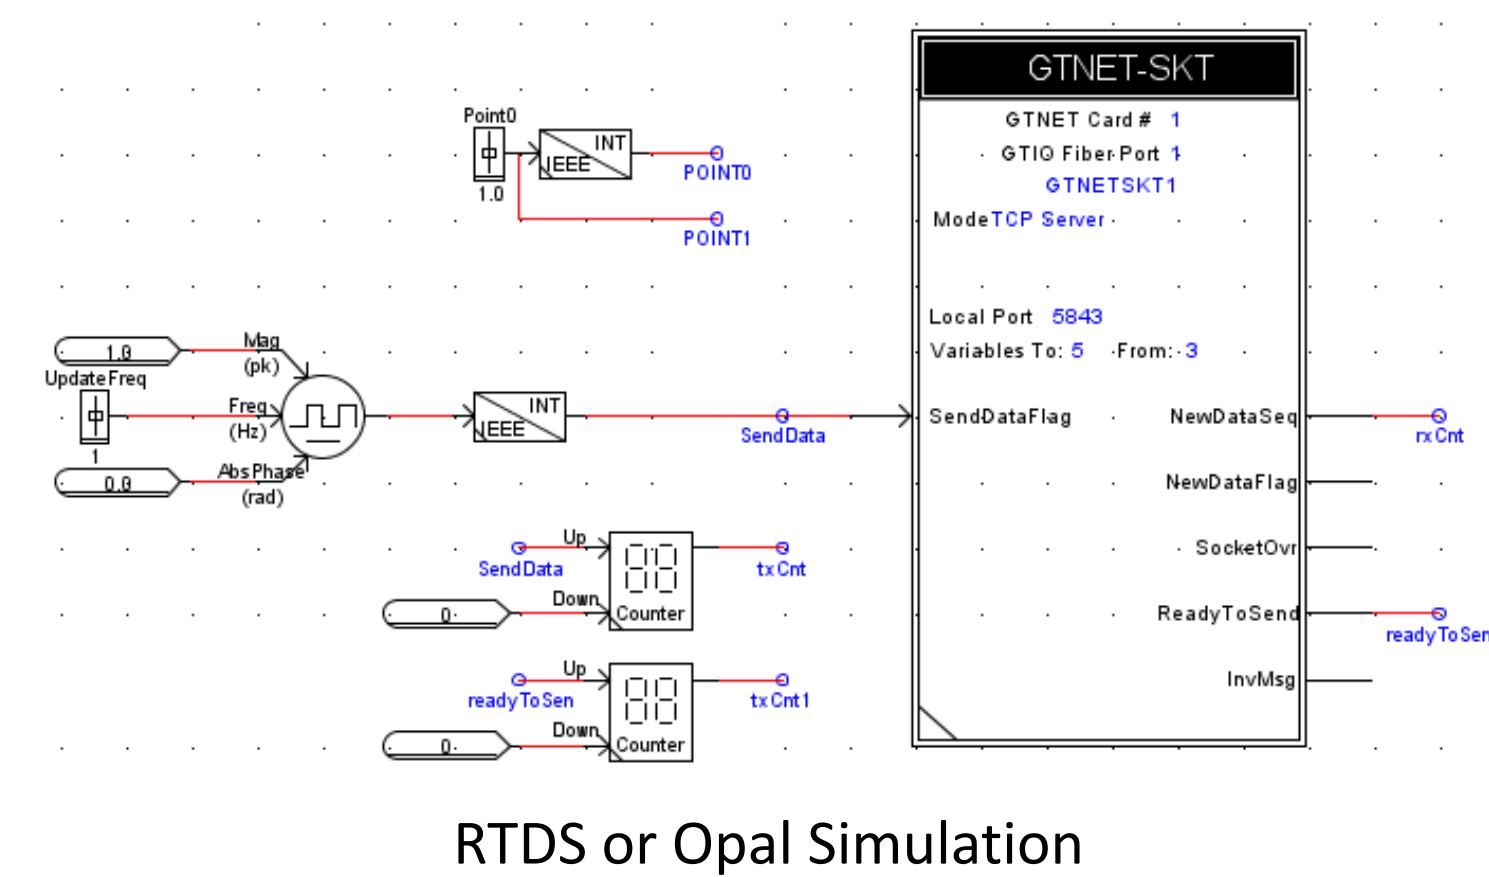 GTNET-SKT
GTNET Card # 1
GTIO Fiber Port 1
GTNETSKT1
Mode TCP Server
Local Port 5843
Variables To: 5 From: 3
SendDataFlag
NewDataSeq
NewDataFlag
SocketOvr
ReadyToSend
InvMsg
rxCnt
readyToSen
Point0
1.0
INT
IEEE
POINT0
POINT1
1.0
Mag
(pk)
UpdateFreq
1
Freq
(Hz)
0.0
AbsPhase
(rad)
INT
IEEE
SendData
SendData
Up
Down
0
Counter
txCnt
readyToSen
Up
Down
0
Counter
txCnt1
RTDS or Opal Simulation